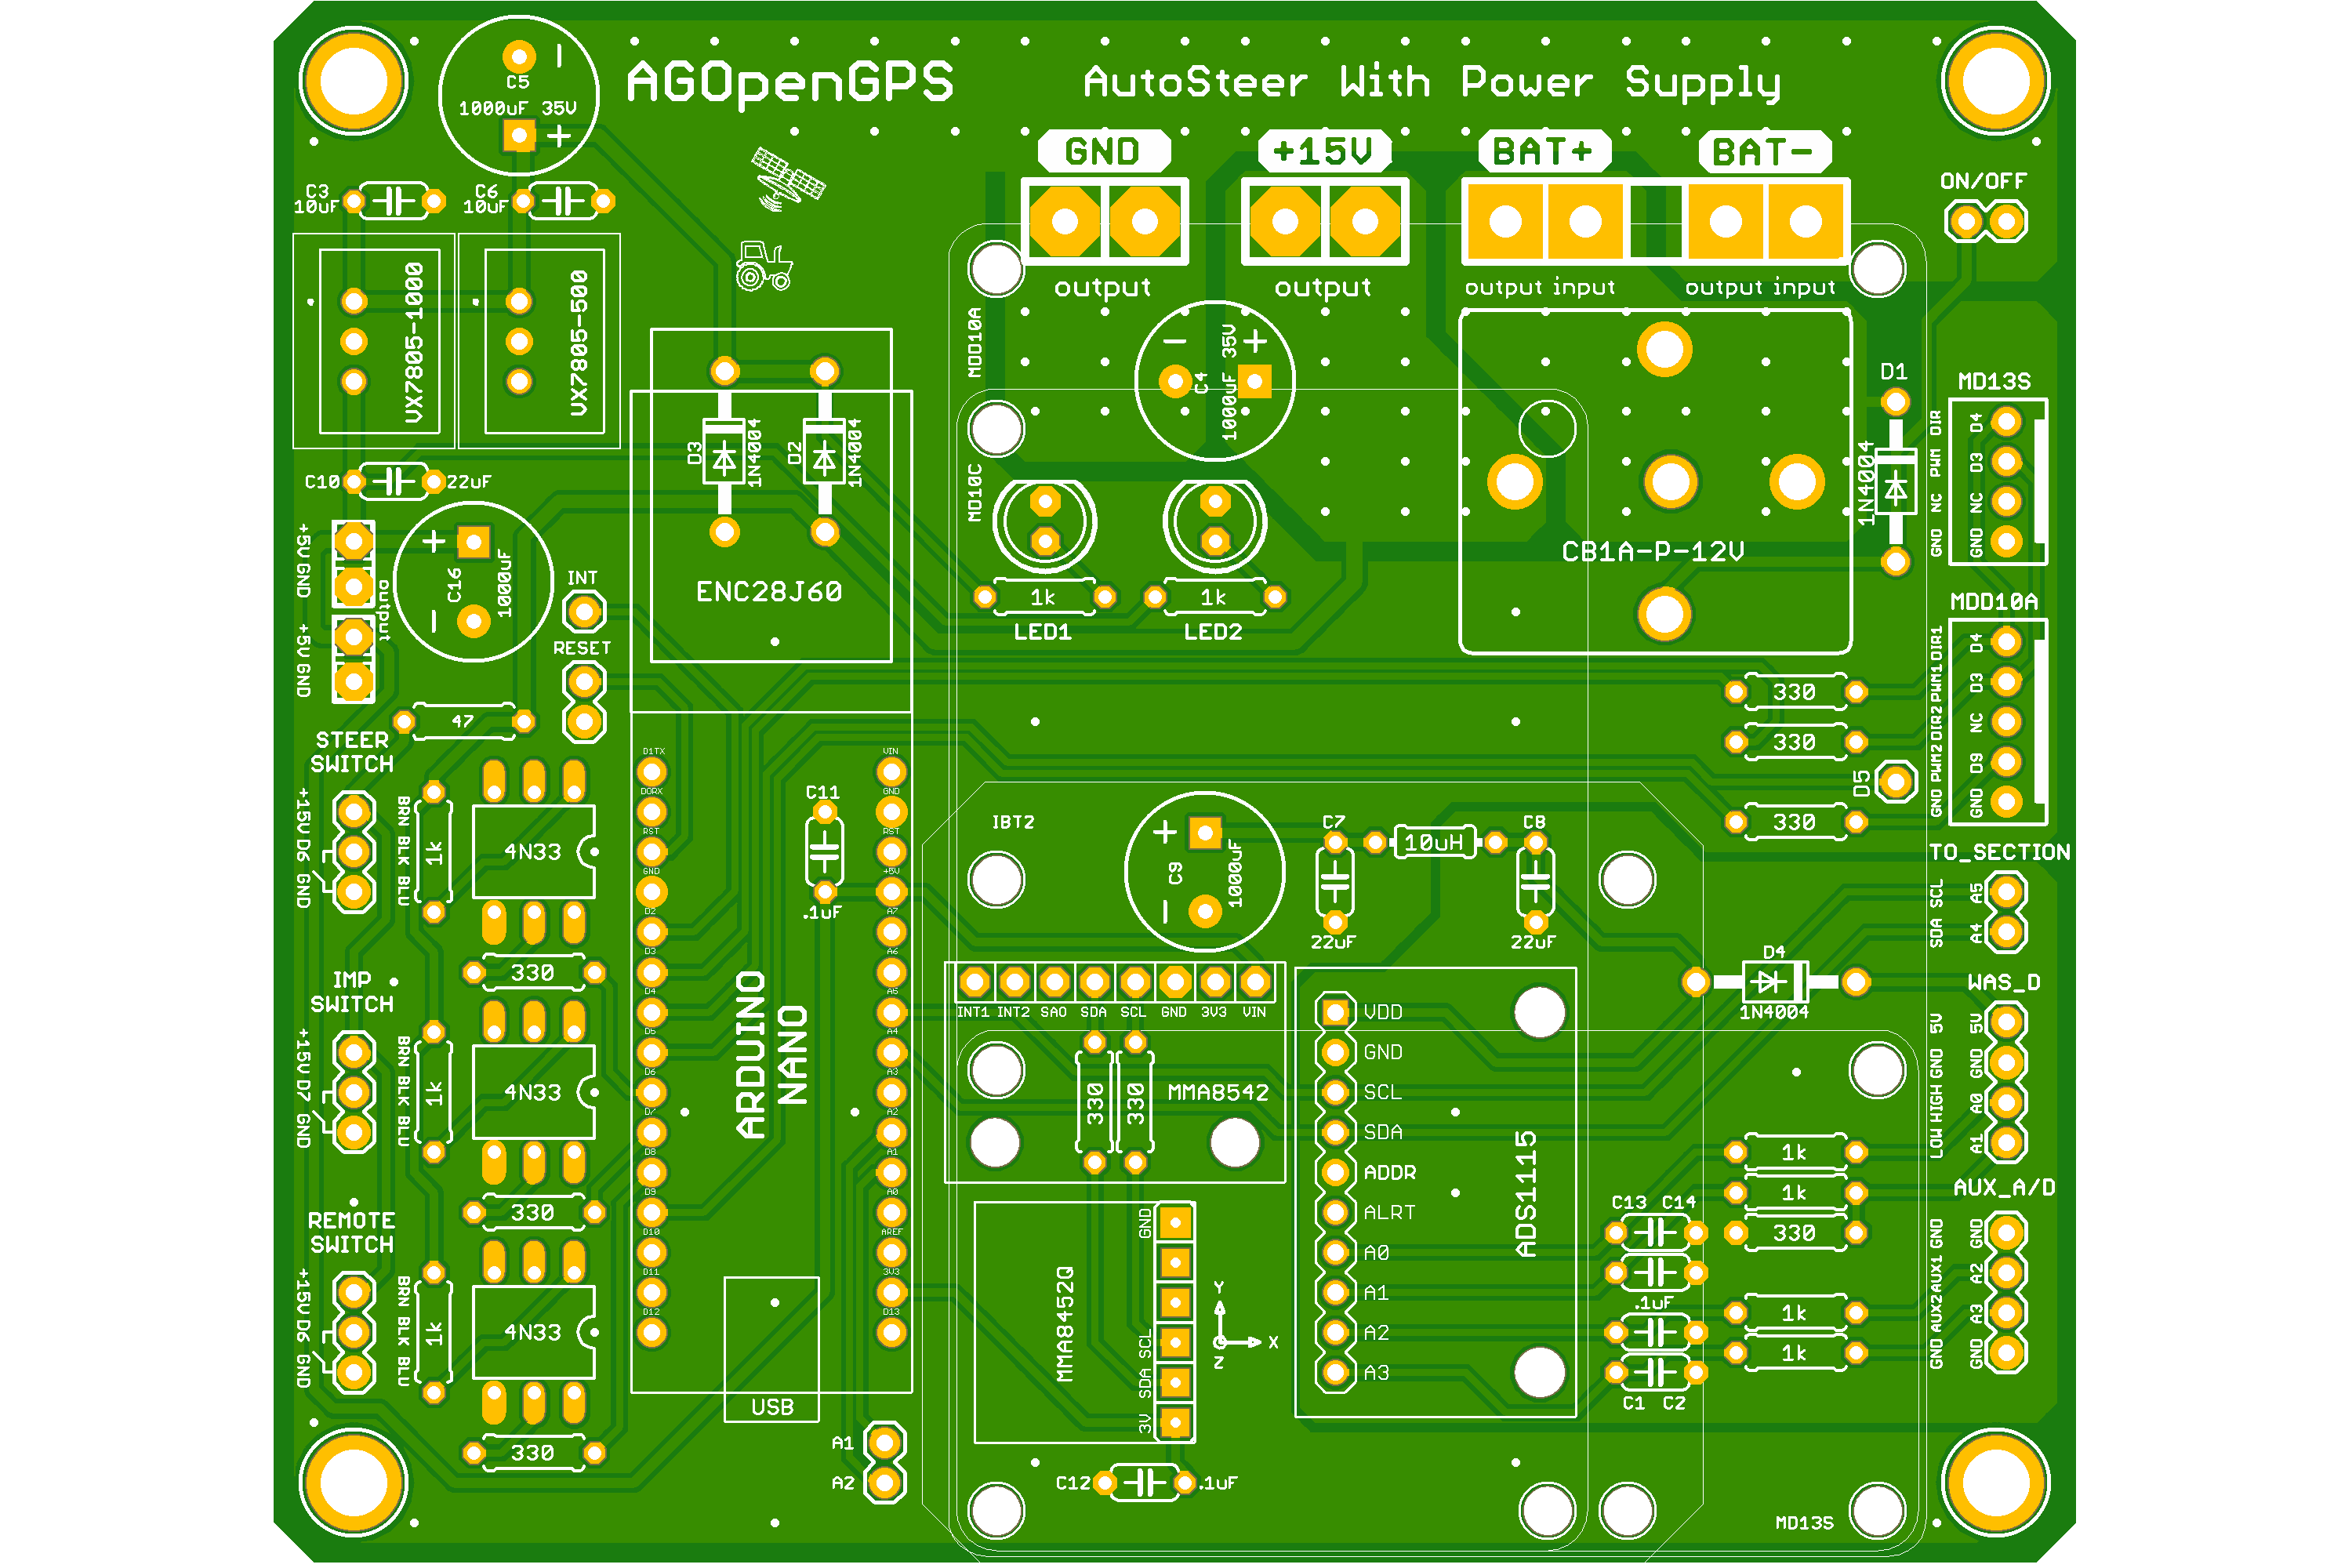 AGOpenGPS
AutoSteer With Power Supply
C5
1000uF 35V
GND
+15V
BAT+
BAT-
ON/OFF
C3
10uF
C6
10uF
output
output
output input
output input
VX7805-1000
VX7805-500
MDD10A
C4
1000uF 35V
D1
1N4004
MD13S
DIR
PWM
NC
GND
D4
D3
NC
GND
D3
1N4004
D2
1N4004
MD10C
C10
22uF
+5V GND
output
+5V GND
C16
1000uF
INT
RESET
ENC28J60
1k
LED1
1k
LED2
CB1A-P-12V
MDD10A
DIR1
PWM1
DIR2
PWM2
GND
D4
D3
NC
D9
GND
330
330
330
D5
47
STEER
SWITCH
+15V D6 GND
BRN BLK BLU
1k
4N33
330
IMP
SWITCH
+15V D7 GND
BRN BLK BLU
1k
4N33
330
REMOTE
SWITCH
+15V D6 GND
BRN BLK BLU
1k
4N33
330
D1TX
DORX
RST
GND
D2
D3
D4
D5
D6
D7
D8
D9
D10
D11
D12
VIN
GND
RST
+5V
A7
A6
A5
A4
A3
A2
A1
A0
AREF
3V3
D13
C11
.1uF
ARDUINO
NANO
USB
A1
A2
IBT2
C9
1000uF
C7
22uF
10uH
C8
22uF
TO_SECTION
SCL
SDA
A5
A4
D4
1N4004
WAS_D
5V
GND
HIGH
LOW
5V
GND
A0
A1
INT1 INT2 SAO SDA SCL GND 3V3 VIN
330
330
MMA8542
VDD
GND
SCL
SDA
ADDR
ALRT
A0
A1
A2
A3
ADS1115
MMA8452Q
GND
SCL
SDA
3V
Y
X
Z
C12
.1uF
1k
1k
330
1k
1k
C13 C14
.1uF
C1 C2
AUX_A/D
GND
AUX1
AUX2
GND
GND
A2
A3
GND
MD13S